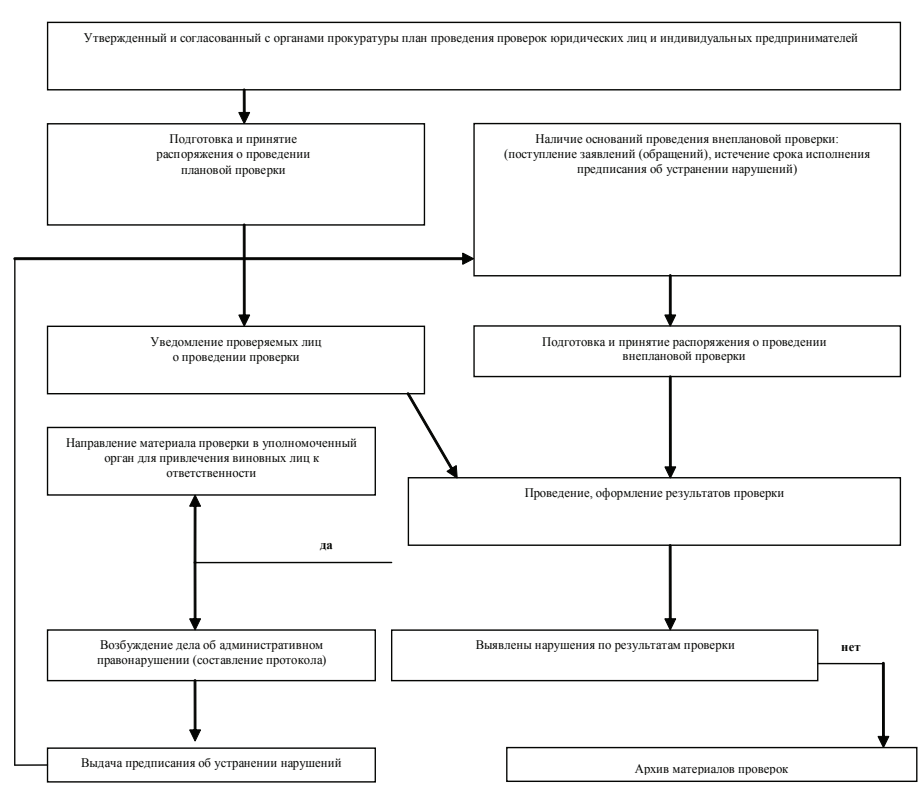 Утвержденный и согласованный с органами прокуратуры план проведения проверок юридических лиц и индивидуальных предпринимателей
Подготовка и принятие
распоряжения о проведении
плановой проверки
Наличие оснований проведения внеплановой проверки:
(поступление заявлений (обращений), истечение срока исполнения
предписания об устранении нарушений)
Уведомление проверяемых лиц
о проведении проверки
Подготовка и принятие распоряжения о проведении
внеплановой проверки
Направление материала проверки в уполномоченный
орган для привлечения виновных лиц к
ответственности
Проведение, оформление результатов проверки
да
Возбуждение дела об административном
правонарушении (составление протокола)
Выявлены нарушения по результатам проверки
нет
Выдача предписания об устранении нарушений
Архив материалов проверок